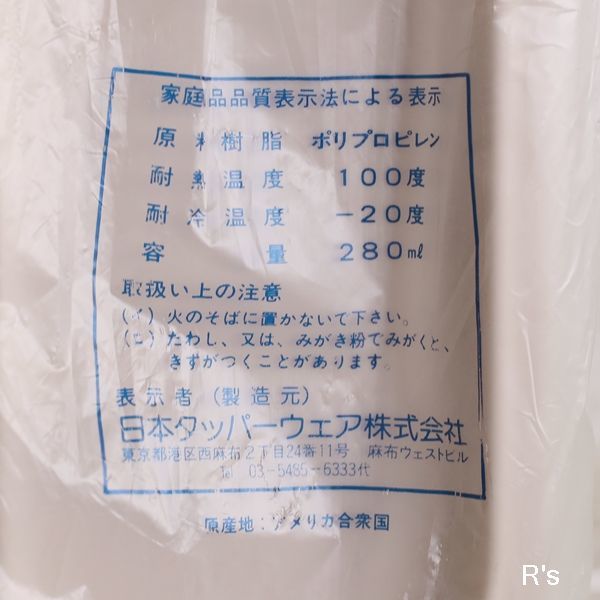 家庭品品質表示法による表示
原料樹脂 ポリプロピレン
耐熱温度 100度
耐冷温度 -20度
容量 280ml
取扱い上の注意
(イ) 火のそばに置かないで下さい。
(ロ) たわし、又は、みがき粉でみがくと、
きずがつくことがあります。
表示者 (製造元)
日本タッパーウェア株式会社
東京都港区西麻布2丁目24番11号 麻布ウェストビル
Tel 03-5485-6333代
原産地:アメリカ合衆国
R's